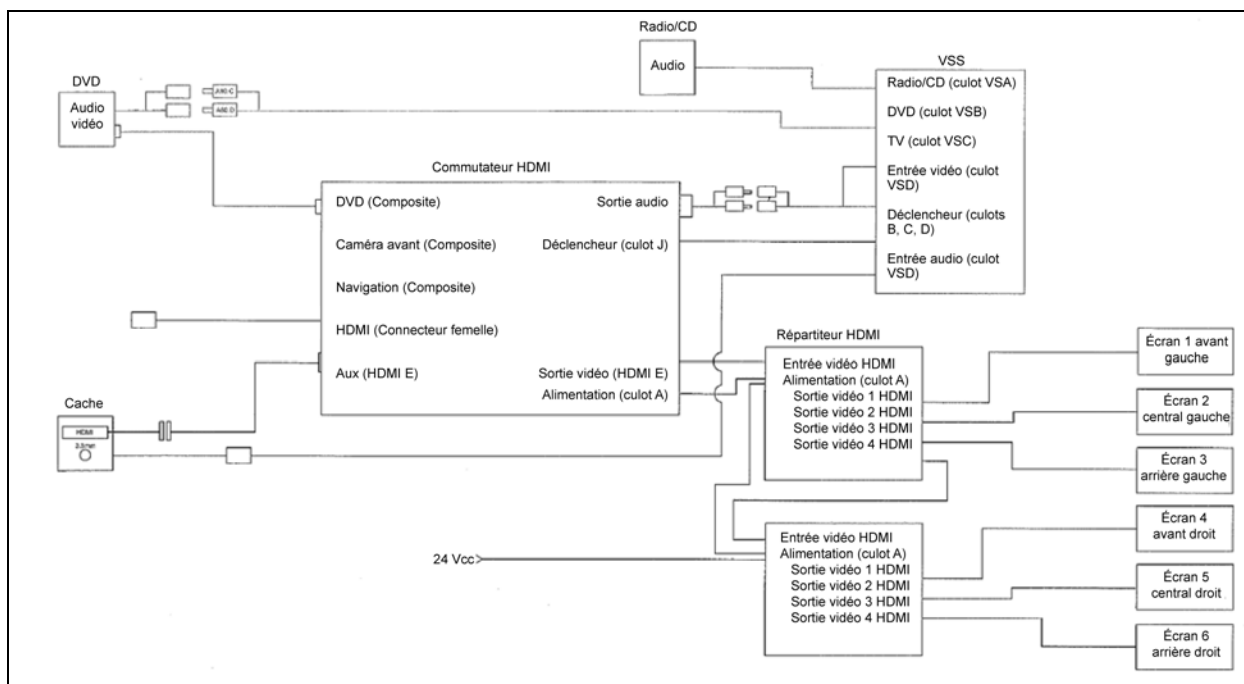 Radio/CD
Audio
DVD
Audio
vidéo
VSS
Radio/CD (culot VSA)
DVD (culot VSB)
TV (culot VSC)
Entrée vidéo (culot
VSD)
Déclencheur (culots
B, C, D)
Entrée audio (culot
VSD)
Commutateur HDMI
DVD (Composite)
Sortie audio
Caméra avant (Composite)
Déclencheur (culot J)
Navigation (Composite)
HDMI (Connecteur femelle)
Aux (HDMI E)
Sortie vidéo (HDMI E)
Alimentation (culot A)
Cache
HDMI
Répartiteur HDMI
Entrée vidéo HDMI
Alimentation (culot A)
Sortie vidéo 1 HDMI
Sortie vidéo 2 HDMI
Sortie vidéo 3 HDMI
Sortie vidéo 4 HDMI
24 Vcc
Entrée vidéo HDMI
Alimentation (culot A)
Sortie vidéo 1 HDMI
Sortie vidéo 2 HDMI
Sortie vidéo 3 HDMI
Sortie vidéo 4 HDMI
Écran 1 avant
gauche
Écran 2
central gauche
Écran 3
arrière gauche
Écran 4
avant droit
Écran 5
central droit
Écran 6
arrière droit